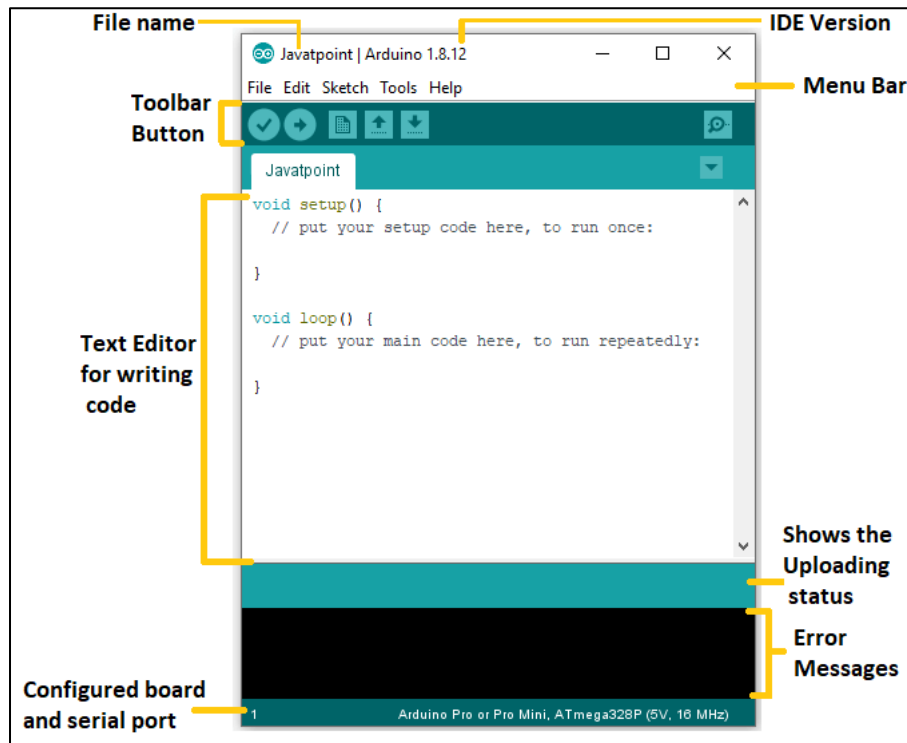 File name
IDE Version
Javatpoint | Arduino 1.8.12
File Edit Sketch Tools Help
Menu Bar
Toolbar
Button
Javatpoint
void setup() {
// put your setup code here, to run once:
}
void loop() {
// put your main code here, to run repeatedly:
}
Text Editor
for writing
code
Shows the
Uploading
status
Error
Messages
Configured board
and serial port
1
Arduino Pro or Pro Mini, ATmega328P (5V, 16 MHz)